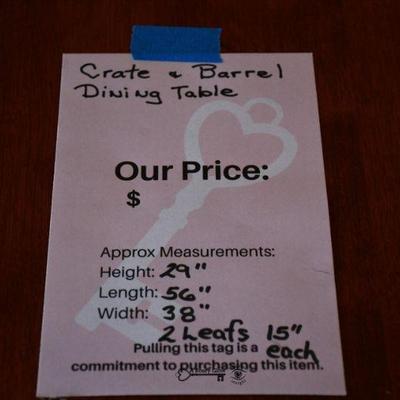 Crate & Barrel
Dining Table
Our Price:
$
Approx Measurements:
Height: 29"
Length: 56"
Width: 38"
2 Leafs 15"
each
Pulling this tag is a
commitment to purchasing this item.